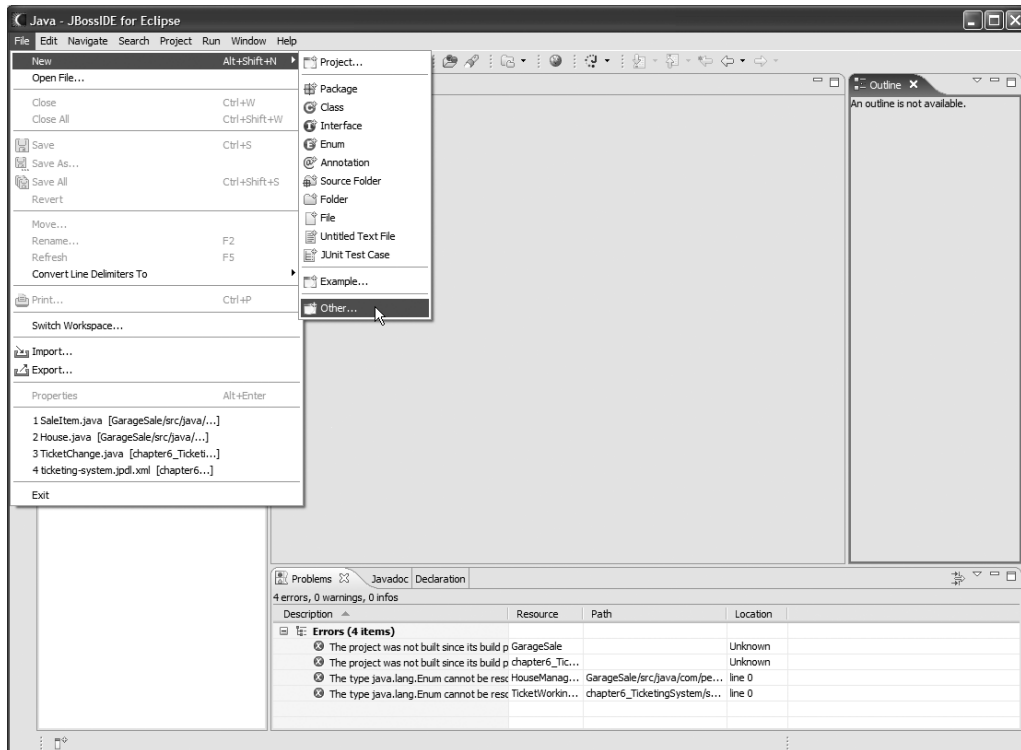 Java - JBossIDE for Eclipse
File Edit Navigate Search Project Run Window Help
New Alt+Shift+N
Open File...
Close Ctrl+W
Close All Ctrl+Shift+W
Save Ctrl+S
Save As...
Save All Ctrl+Shift+S
Revert
Move...
Rename... F2
Refresh F5
Convert Line Delimiters To
Print... Ctrl+P
Switch Workspace...
Import...
Export...
Properties Alt+Enter
1 SaleItem.java [GarageSale/src/java/...]
2 House.java [GarageSale/src/java/...]
3 TicketChange.java [chapter6_Ticketi...]
4 ticketing-system.jpdl.xml [chapter6...]
Exit
Project...
Package
Class
Interface
Enum
Annotation
Source Folder
Folder
File
Untitled Text File
JUnit Test Case
Example...
Other...
Outline
An outline is not available.
Problems Javadoc Declaration
4 errors, 0 warnings, 0 infos
Description Resource Path Location
Errors (4 items)
The project was not built since its build p GarageSale Unknown
The project was not built since its build p chapter6_Tic... Unknown
The type java.lang.Enum cannot be resc HouseManag... GarageSale/src/java/com/pe... line 0
The type java.lang.Enum cannot be resc TicketWorkin... chapter6_TicketingSystem/s... line 0